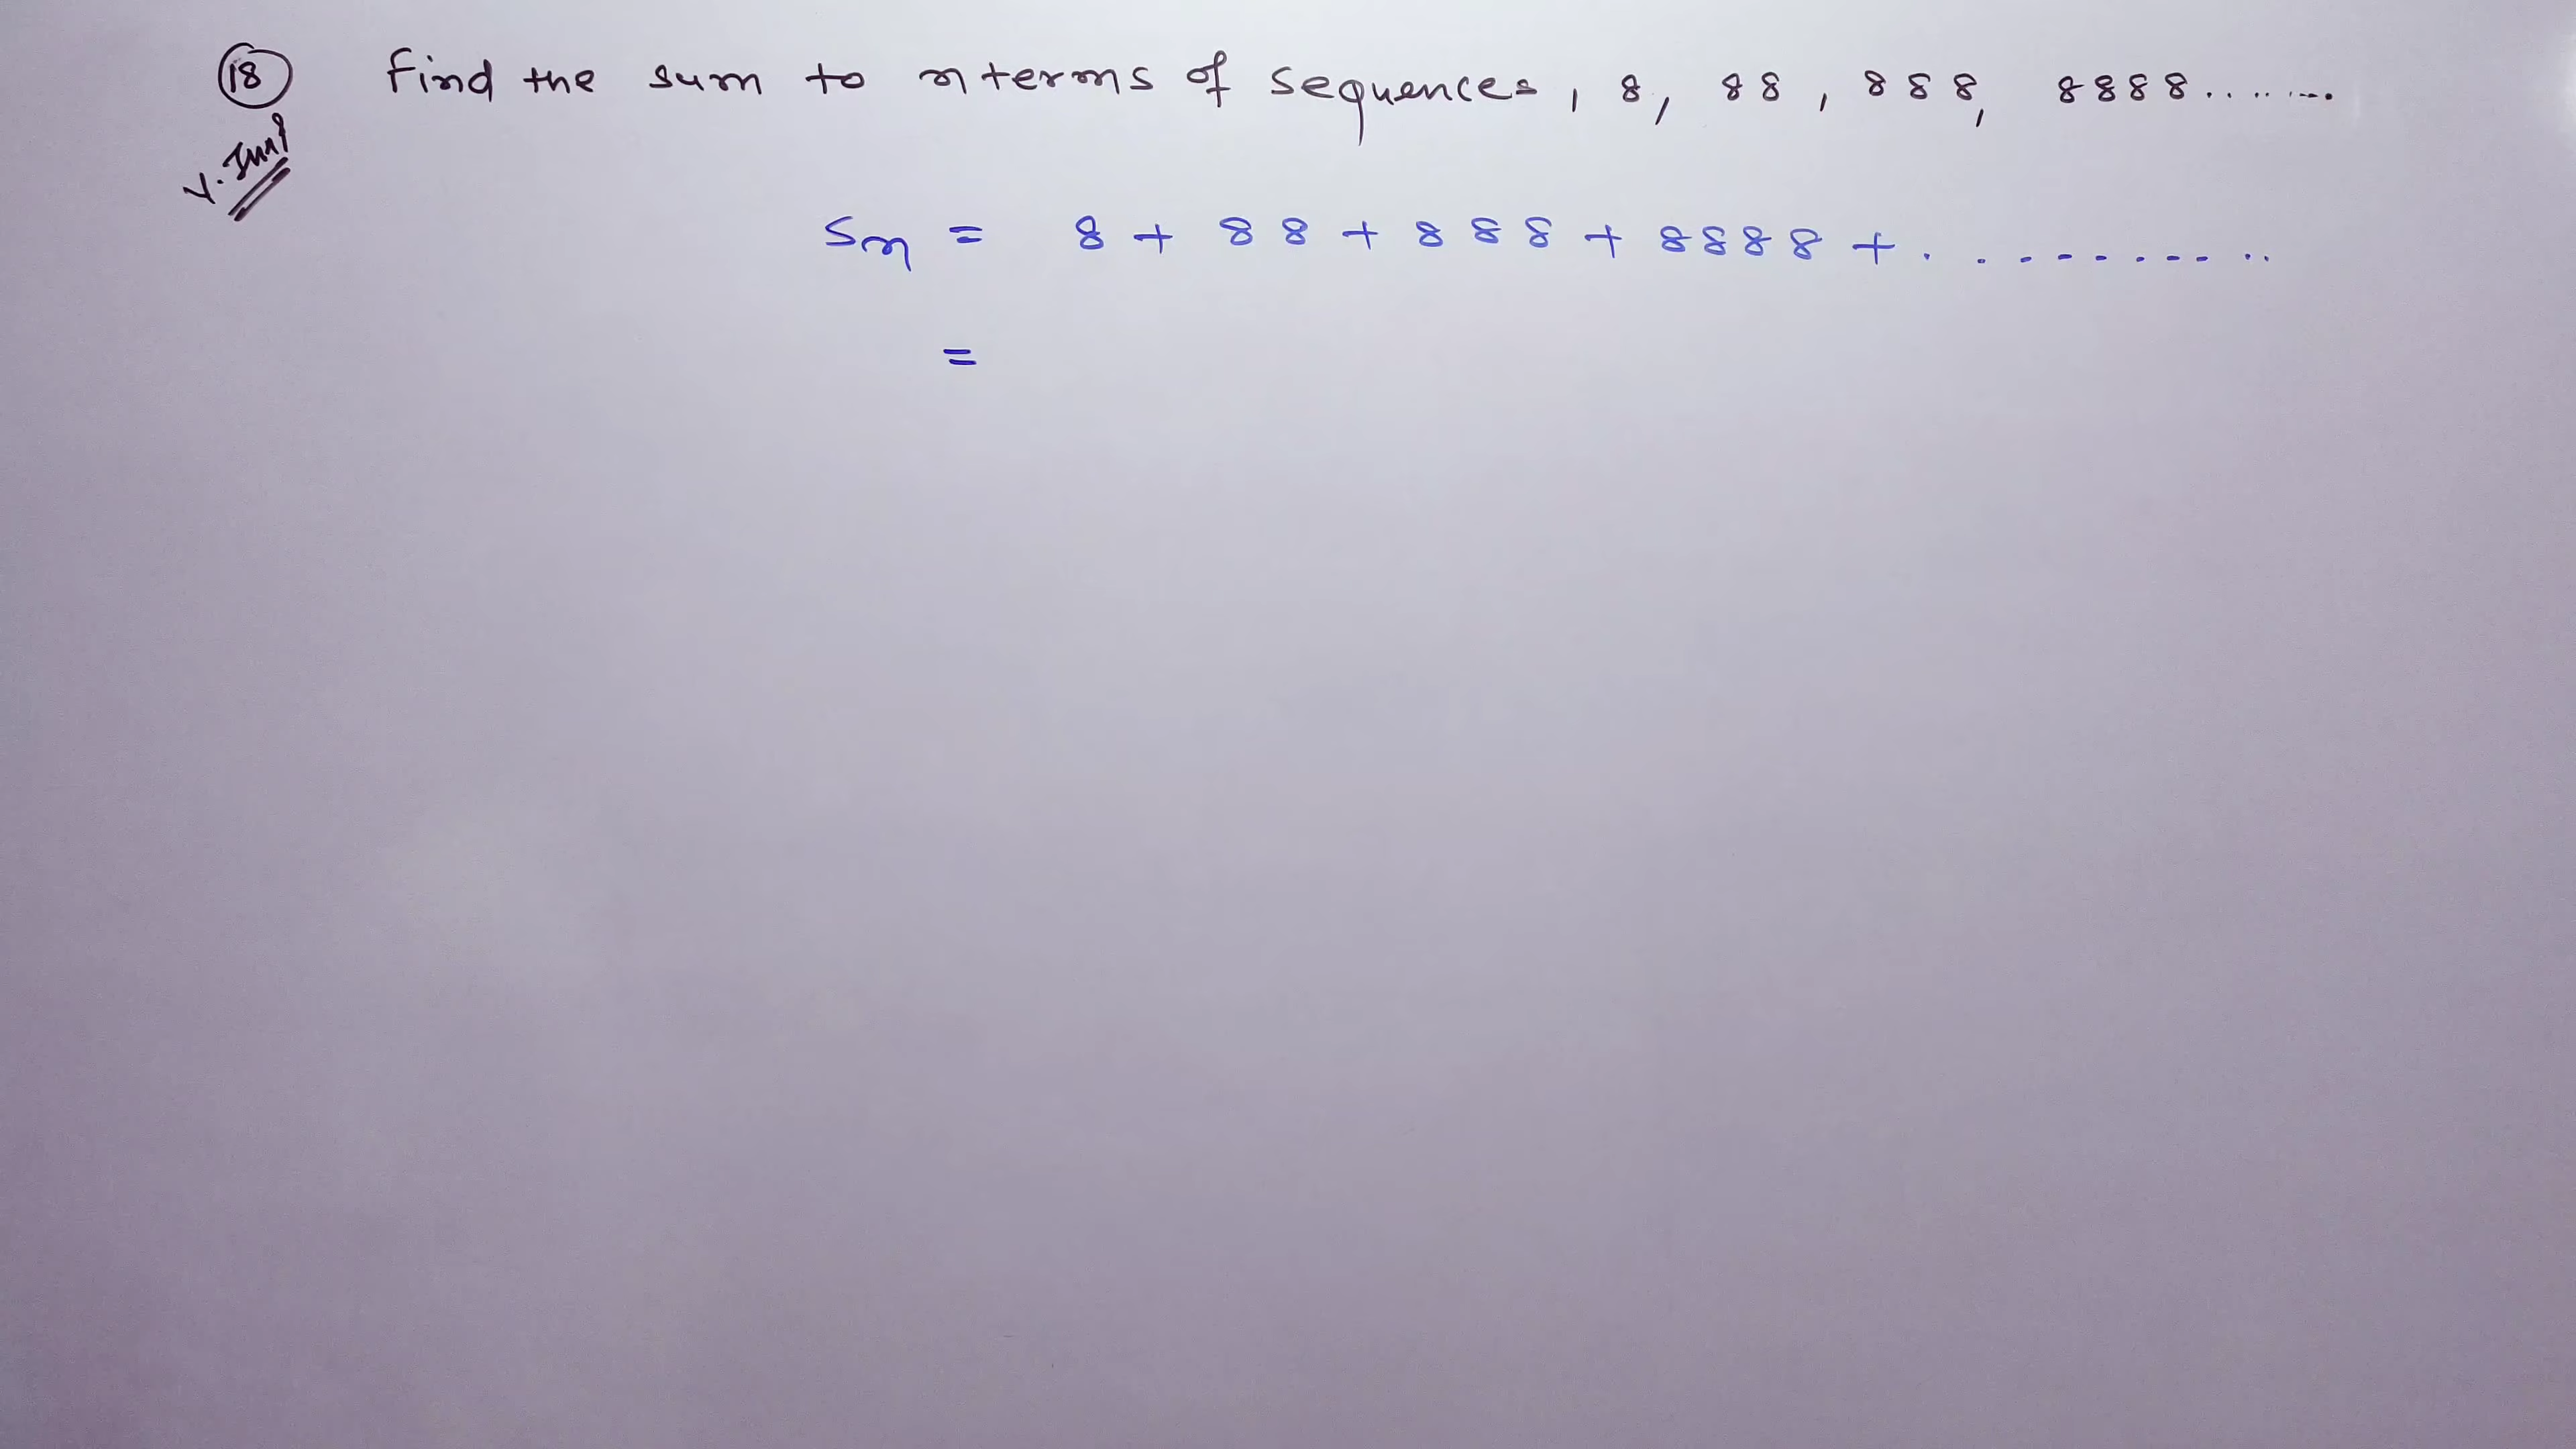 18 Find the sum to n terms of sequences, 8, 88, 888, 8888.......
V. Imp
Sn = 8 + 88 + 888 + 8888 + ..........
=